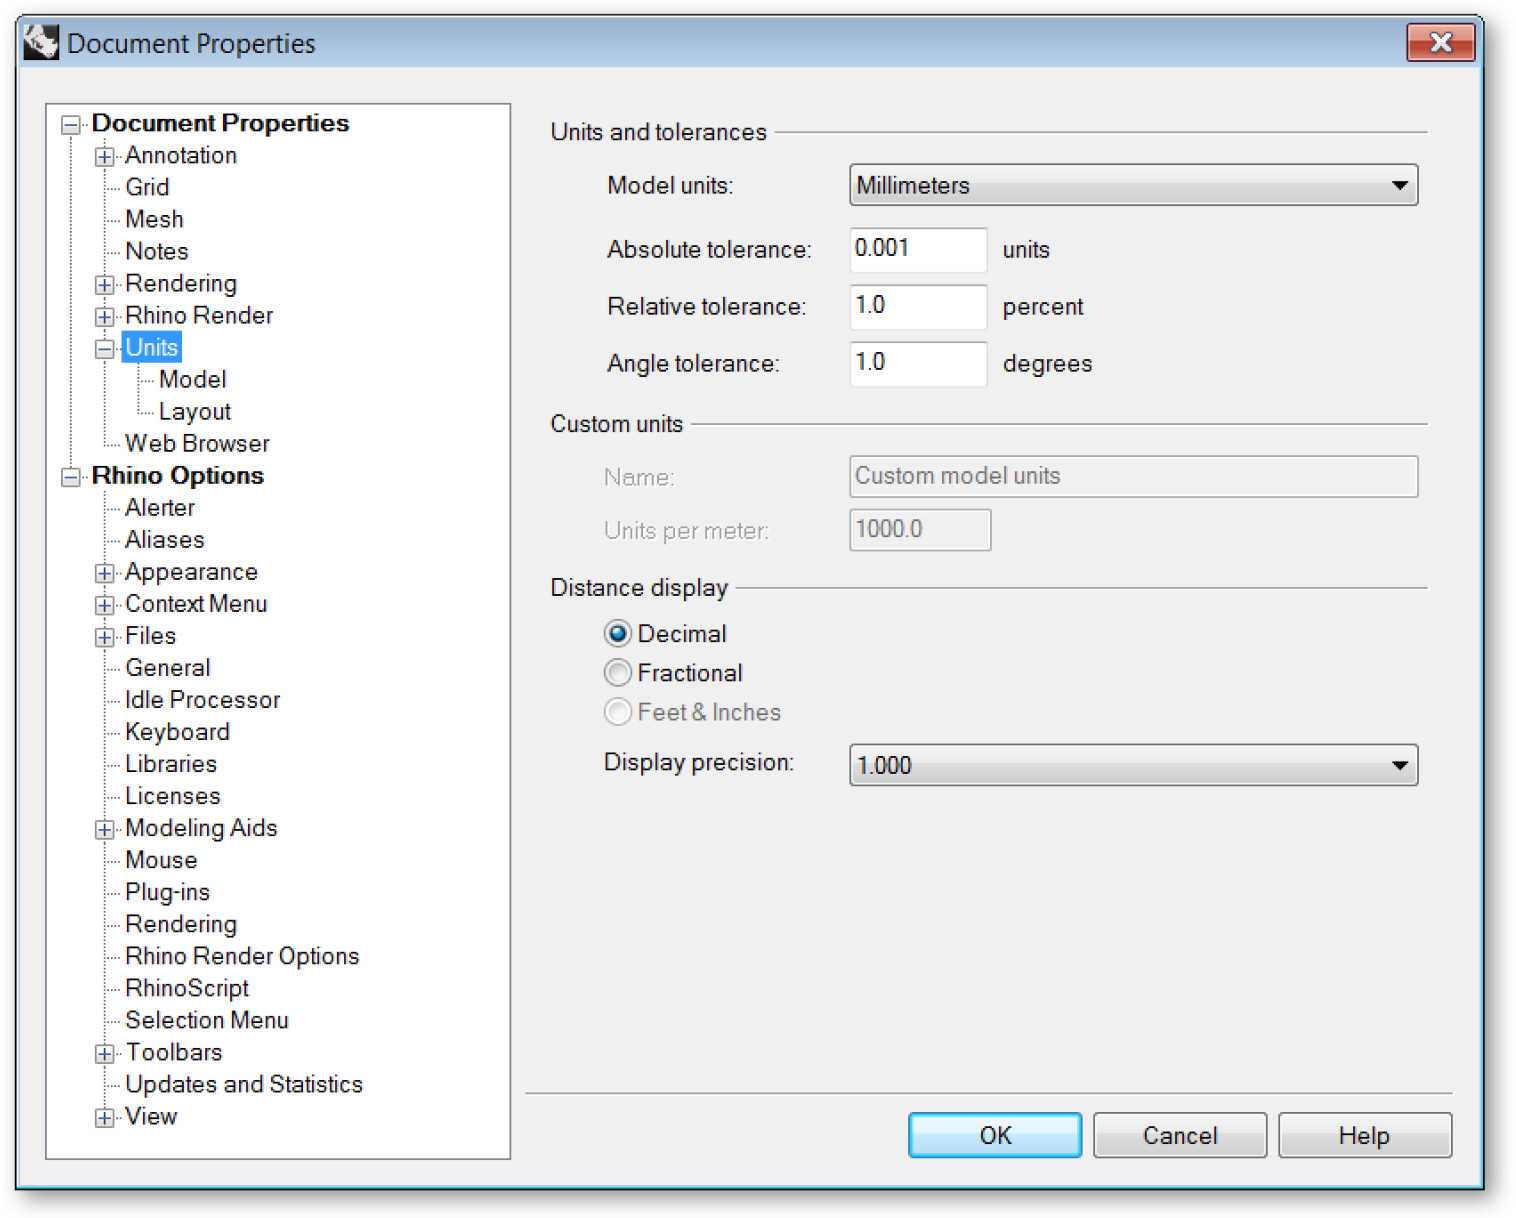 Document Properties
Document Properties
Annotation
Grid
Mesh
Notes
Rendering
Rhino Render
Units
Model
Layout
Web Browser
Rhino Options
Alerter
Aliases
Appearance
Context Menu
Files
General
Idle Processor
Keyboard
Libraries
Licenses
Modeling Aids
Mouse
Plug-ins
Rendering
Rhino Render Options
RhinoScript
Selection Menu
Toolbars
Updates and Statistics
View
Units and tolerances
Model units: Millimeters
Absolute tolerance: 0.001 units
Relative tolerance: 1.0 percent
Angle tolerance: 1.0 degrees
Custom units
Name: Custom model units
Units per meter: 1000.0
Distance display
Decimal
Fractional
Feet & Inches
Display precision: 1.000
OK Cancel Help